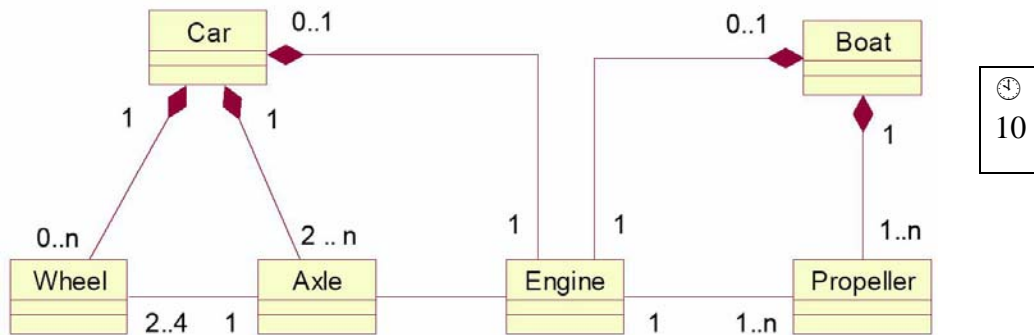 Car
0..1
0..1
Boat
🕙
10
1
1
1
0..n
2 .. n
1
1
1..n
Wheel
Axle
Engine
Propeller
2..4
1
1
1..n